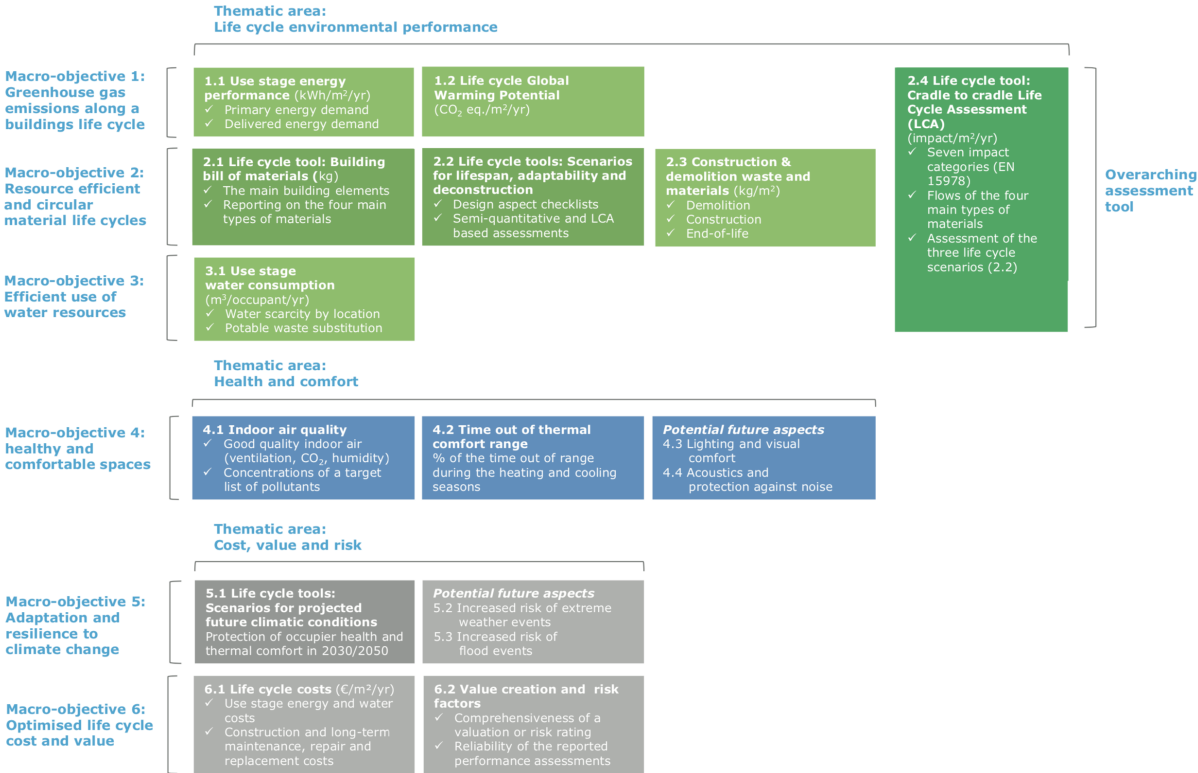 Thematic area:
Life cycle environmental performance
Macro-objective 1:
Greenhouse gas
emissions along a
buildings life cycle
1.1 Use stage energy
performance (kWh/m²/yr)
✓ Primary energy demand
✓ Delivered energy demand
1.2 Life cycle Global
Warming Potential
(CO₂ eq./m²/yr)
2.4 Life cycle tool:
Cradle to cradle Life
Cycle Assessment
(LCA)
(impact/m²/yr)
✓ Seven impact
categories (EN
15978)
✓ Flows of the four
main types of
materials
✓ Assessment of the
three life cycle
scenarios (2.2)
Overarching
assessment
tool
Macro-objective 2:
Resource efficient
and circular
material life cycles
2.1 Life cycle tool: Building
bill of materials (kg)
✓ The main building elements
✓ Reporting on the four main
types of materials
2.2 Life cycle tools: Scenarios
for lifespan, adaptability and
deconstruction
✓ Design aspect checklists
✓ Semi-quantitative and LCA
based assessments
2.3 Construction &
demolition waste and
materials (kg/m²)
✓ Demolition
✓ Construction
✓ End-of-life
Macro-objective 3:
Efficient use of
water resources
3.1 Use stage
water consumption
(m³/occupant/yr)
✓ Water scarcity by location
✓ Potable waste substitution
Thematic area:
Health and comfort
Macro-objective 4:
healthy and
comfortable spaces
4.1 Indoor air quality
✓ Good quality indoor air
(ventilation, CO₂, humidity)
✓ Concentrations of a target
list of pollutants
4.2 Time out of thermal
comfort range
% of the time out of range
during the heating and cooling
seasons
Potential future aspects
4.3 Lighting and visual
comfort
4.4 Acoustics and
protection against noise
Thematic area:
Cost, value and risk
Macro-objective 5:
Adaptation and
resilience to
climate change
5.1 Life cycle tools:
Scenarios for projected
future climatic conditions
Protection of occupier health and
thermal comfort in 2030/2050
Potential future aspects
5.2 Increased risk of extreme
weather events
5.3 Increased risk of
flood events
Macro-objective 6:
Optimised life cycle
cost and value
6.1 Life cycle costs (€/m²/yr)
✓ Use stage energy and water
costs
✓ Construction and long-term
maintenance, repair and
replacement costs
6.2 Value creation and risk
factors
✓ Comprehensiveness of a
valuation or risk rating
✓ Reliability of the reported
performance assessments